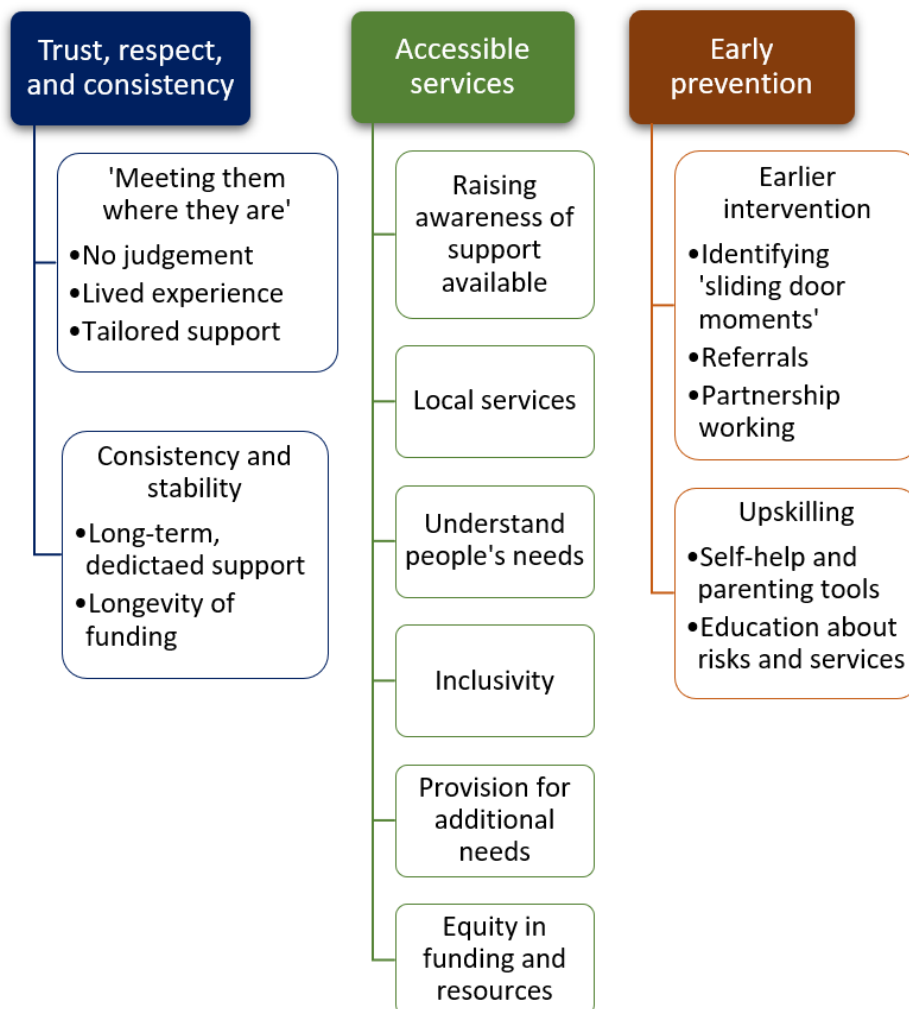 Trust, respect,
and consistency
'Meeting them
where they are'
•No judgement
•Lived experience
•Tailored support
Consistency and
stability
•Long-term,
dedictaed support
•Longevity of
funding
Accessible
services
Raising
awareness of
support
available
Local services
Understand
people's needs
Inclusivity
Provision for
additional
needs
Equity in
funding and
resources
Early
prevention
Earlier
intervention
•Identifying
'sliding door
moments'
•Referrals
•Partnership
working
Upskilling
•Self-help and
parenting tools
•Education about
risks and services